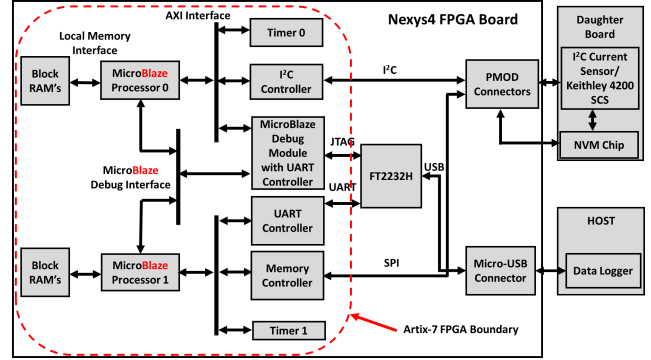 Nexys4 FPGA Board
AXI Interface
Local Memory
Interface
Timer 0
Daughter
Board
Block
RAM's
MicroBlaze
Processor 0
I²C
Controller
I²C
PMOD
Connectors
I²C Current
Sensor/
Keithley 4200
SCS
MicroBlaze
Debug
Module
with UART
Controller
JTAG
NVM Chip
MicroBlaze
Debug Interface
FT2232H
USB
UART
UART
Controller
HOST
Block
RAM's
MicroBlaze
Processor 1
Memory
Controller
SPI
Micro-USB
Connector
Data Logger
Timer 1
Artix-7 FPGA Boundary